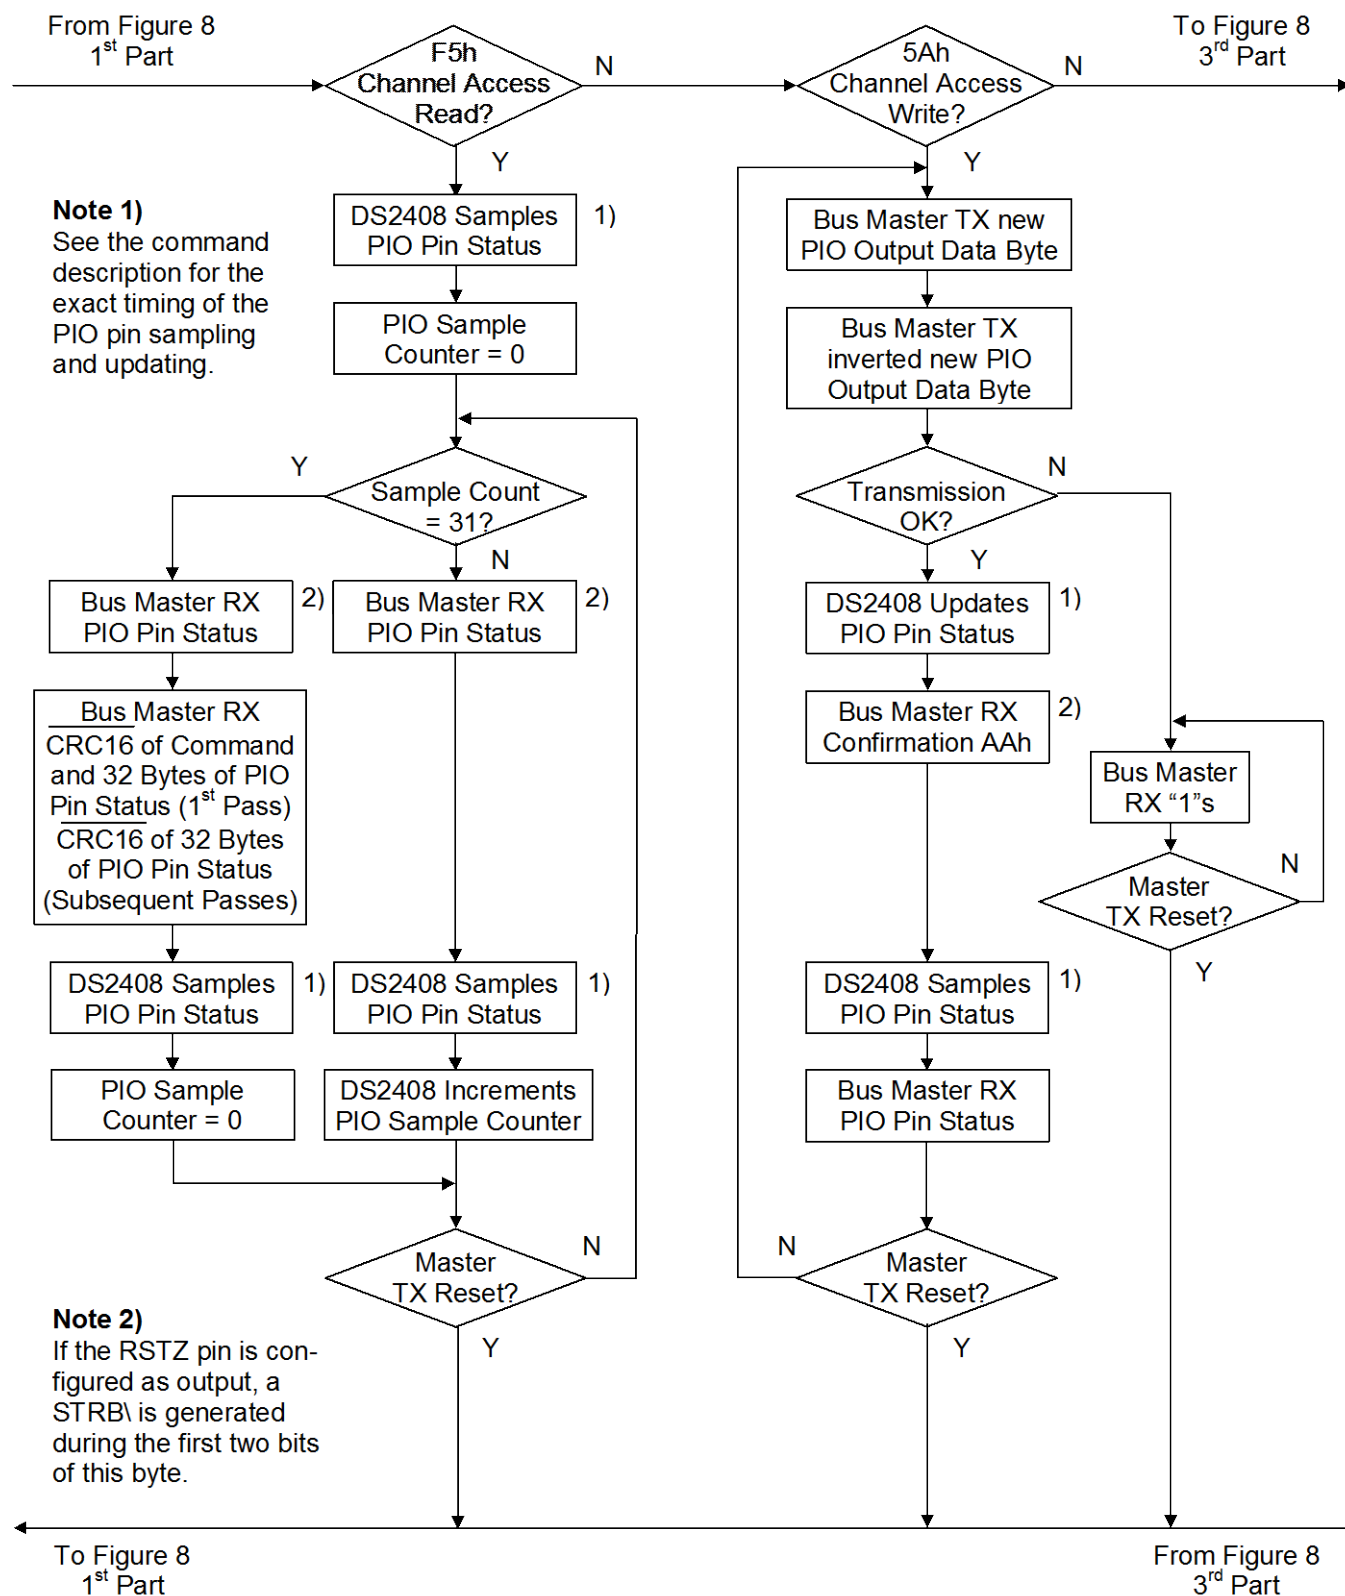 From Figure 8
1st Part
F5h
Channel Access
Read?
N
5Ah
Channel Access
Write?
N
To Figure 8
3rd Part
Y
Y
Note 1)
See the command
description for the
exact timing of the
PIO pin sampling
and updating.
DS2408 Samples
PIO Pin Status
1)
PIO Sample
Counter = 0
Bus Master TX new
PIO Output Data Byte
Bus Master TX
inverted new PIO
Output Data Byte
Y
Sample Count
= 31?
N
Transmission
OK?
N
Y
Bus Master RX
PIO Pin Status
2)
Bus Master RX
PIO Pin Status
2)
DS2408 Updates
PIO Pin Status
1)
Bus Master RX
CRC16 of Command
and 32 Bytes of PIO
Pin Status (1st Pass)
CRC16 of 32 Bytes
of PIO Pin Status
(Subsequent Passes)
Bus Master RX
Confirmation AAh
2)
Bus Master
RX “1”s
Master
TX Reset?
N
Y
DS2408 Samples
PIO Pin Status
1)
DS2408 Samples
PIO Pin Status
1)
DS2408 Samples
PIO Pin Status
1)
PIO Sample
Counter = 0
DS2408 Increments
PIO Sample Counter
Bus Master RX
PIO Pin Status
Master
TX Reset?
N
Y
N
Master
TX Reset?
Y
Note 2)
If the RSTZ pin is con-
figured as output, a
STRB\ is generated
during the first two bits
of this byte.
To Figure 8
1st Part
From Figure 8
3rd Part